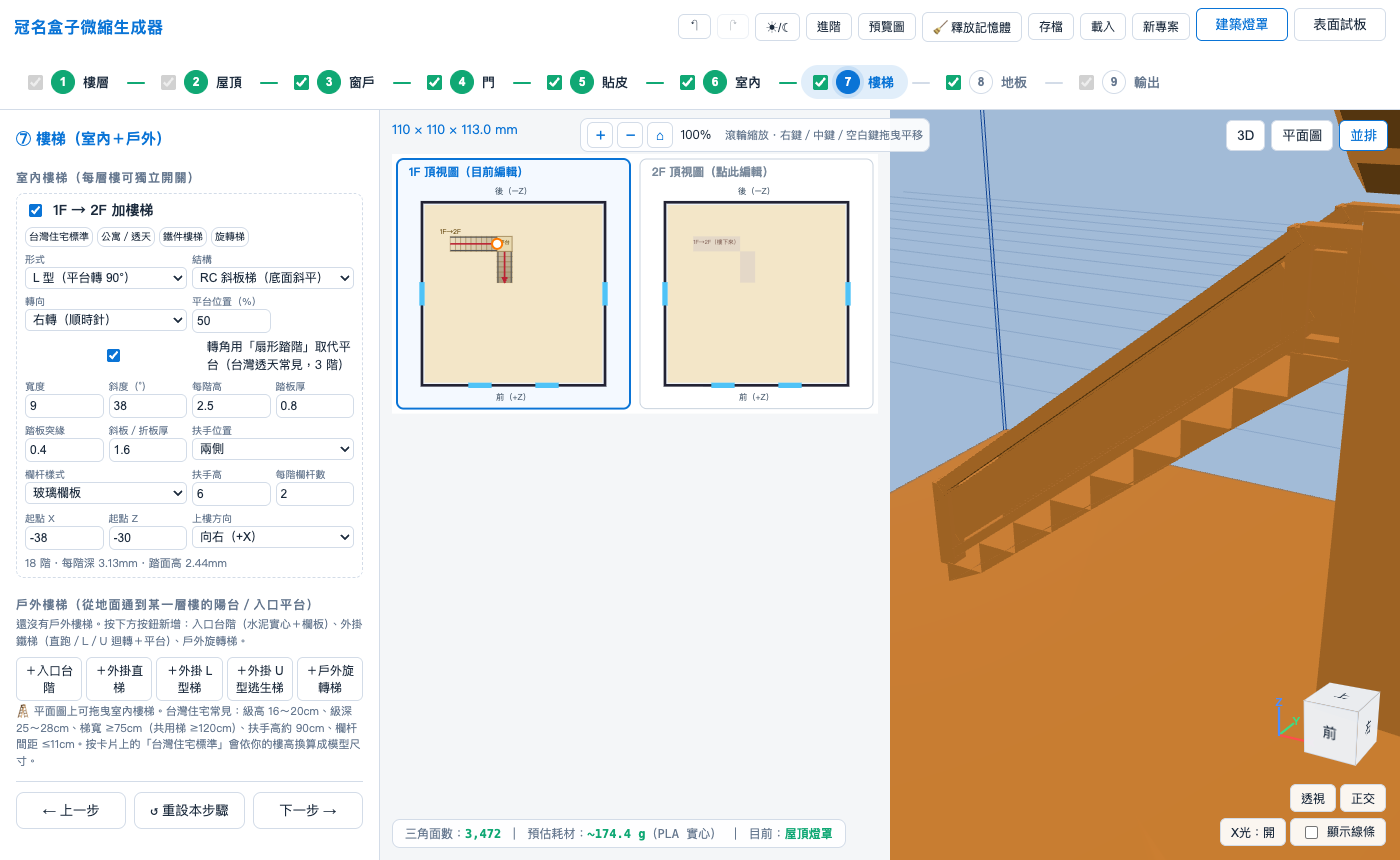 冠名盒子微縮生成器
↰ ↱ ☀/☾ 進階 預覽圖 🧹 釋放記憶體 存檔 載入 新專案 建築燈罩 表面試板
1 樓層 2 屋頂 3 窗戶 4 門 5 貼皮 6 室內 7 樓梯 8 地板 9 輸出
⑦ 樓梯（室內＋戶外）
室內樓梯（每層樓可獨立開關）
1F → 2F 加樓梯
台灣住宅標準 公寓 / 透天 鐵件樓梯 旋轉梯
形式 結構
L 型（平台轉 90°） RC 斜板梯（底面斜平）
轉向 平台位置（%）
右轉（順時針） 50
轉角用「扇形踏階」取代平
台（台灣透天常見，3 階）
寬度 斜度（°） 每階高 踏板厚
9 38 2.5 0.8
踏板突緣 斜板 / 折板厚 扶手位置
0.4 1.6 兩側
欄杆樣式 扶手高 每階欄杆數
玻璃欄板 6 2
起點 X 起點 Z 上樓方向
-38 -30 向右（+X）
18 階 · 每階深 3.13mm · 踏面高 2.44mm
戶外樓梯（從地面通到某一層樓的陽台 / 入口平台）
還沒有戶外樓梯。按下方按鈕新增：入口台階（水泥實心＋欄板）、外掛
鐵梯（直跑 / L / U 迴轉＋平台）、戶外旋轉梯。
＋入口台 ＋外掛直 ＋外掛 L ＋外掛 U ＋戶外旋
階 梯 型梯 型逃生梯 轉梯
🪜 平面圖上可拖曳室內樓梯。台灣住宅常見：級高 16～20cm、級深
25～28cm、梯寬 ≥75cm（共用梯 ≥120cm）、扶手高約 90cm、欄杆
間距 ≤11cm。按卡片上的「台灣住宅標準」會依你的樓高換算成模型尺
寸。
← 上一步 ↺ 重設本步驟 下一步 →
110 × 110 × 113.0 mm
+ − ⌂ 100% 滾輪縮放 · 右鍵 / 中鍵 / 空白鍵拖曳平移
1F 頂視圖（目前編輯）
後（−Z）
1F→2F
台
前（+Z）
2F 頂視圖（點此編輯）
後（−Z）
1F→2F（樓下來）
前（+Z）
三角面數：3,472 ｜ 預估耗材：~174.4 g (PLA 實心) ｜ 目前：屋頂燈罩
3D 平面圖 並排
Z
Y
上
前
透視 正交
X光：開 顯示線條